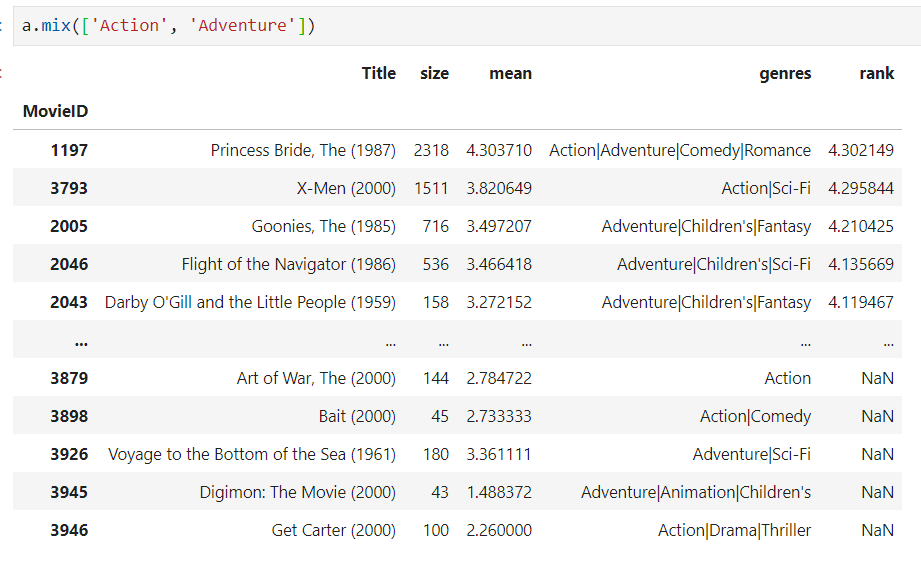 a.mix(['Action', 'Adventure'])
Title size mean genres rank
MovieID
1197 Princess Bride, The (1987) 2318 4.303710 Action|Adventure|Comedy|Romance 4.302149
3793 X-Men (2000) 1511 3.820649 Action|Sci-Fi 4.295844
2005 Goonies, The (1985) 716 3.497207 Adventure|Children's|Fantasy 4.210425
2046 Flight of the Navigator (1986) 536 3.466418 Adventure|Children's|Sci-Fi 4.135669
2043 Darby O'Gill and the Little People (1959) 158 3.272152 Adventure|Children's|Fantasy 4.119467
... ... ... ... ... ...
3879 Art of War, The (2000) 144 2.784722 Action NaN
3898 Bait (2000) 45 2.733333 Action|Comedy NaN
3926 Voyage to the Bottom of the Sea (1961) 180 3.361111 Adventure|Sci-Fi NaN
3945 Digimon: The Movie (2000) 43 1.488372 Adventure|Animation|Children's NaN
3946 Get Carter (2000) 100 2.260000 Action|Drama|Thriller NaN